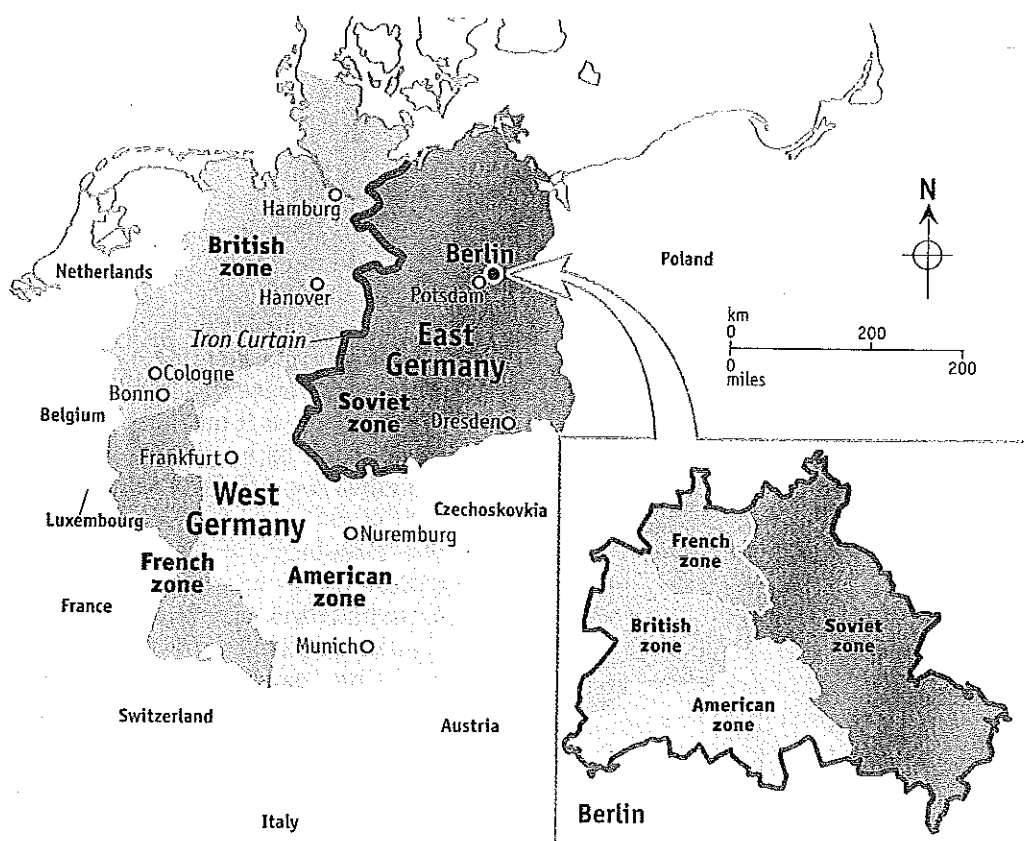 Hamburg
British
zone
Netherlands
Hanover
Berlin
Potsdam
Poland
N
km
0
200
0
200
miles
Iron Curtain
East
Germany
Cologne
Bonn
Belgium
Soviet
zone
Dresden
Frankfurt
West
Germany
Luxembourg
Czechoskovkia
Nuremburg
French
zone
American
zone
France
Munich
Switzerland
Austria
Italy
French
zone
British
zone
Soviet
zone
American
zone
Berlin